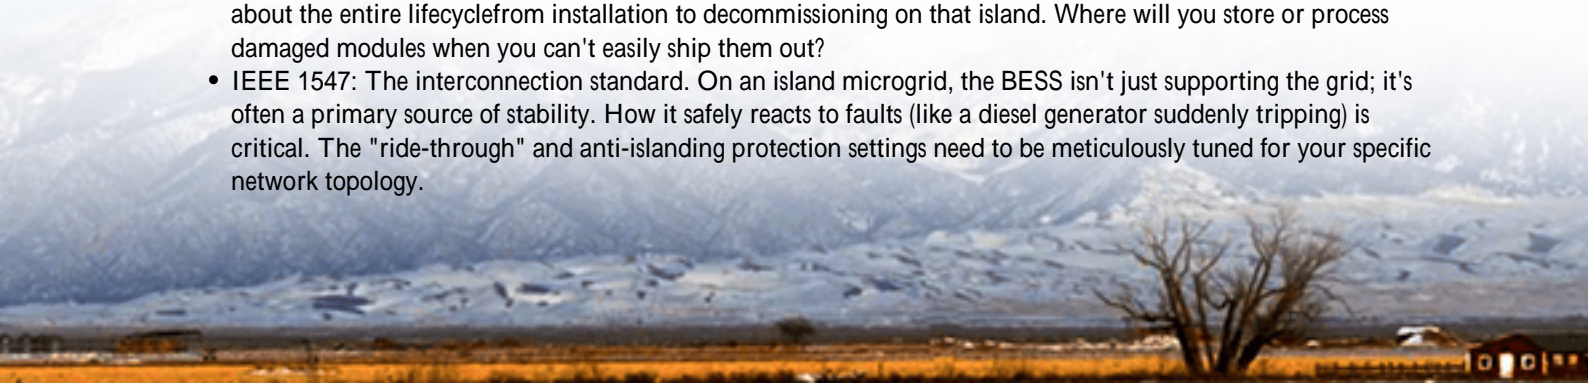 about the entire lifecyclefrom installation to decommissioning on that island. Where will you store or process
damaged modules when you can't easily ship them out?
• IEEE 1547: The interconnection standard. On an island microgrid, the BESS isn't just supporting the grid; it's
often a primary source of stability. How it safely reacts to faults (like a diesel generator suddenly tripping) is
critical. The "ride-through" and anti-islanding protection settings need to be meticulously tuned for your specific
network topology.